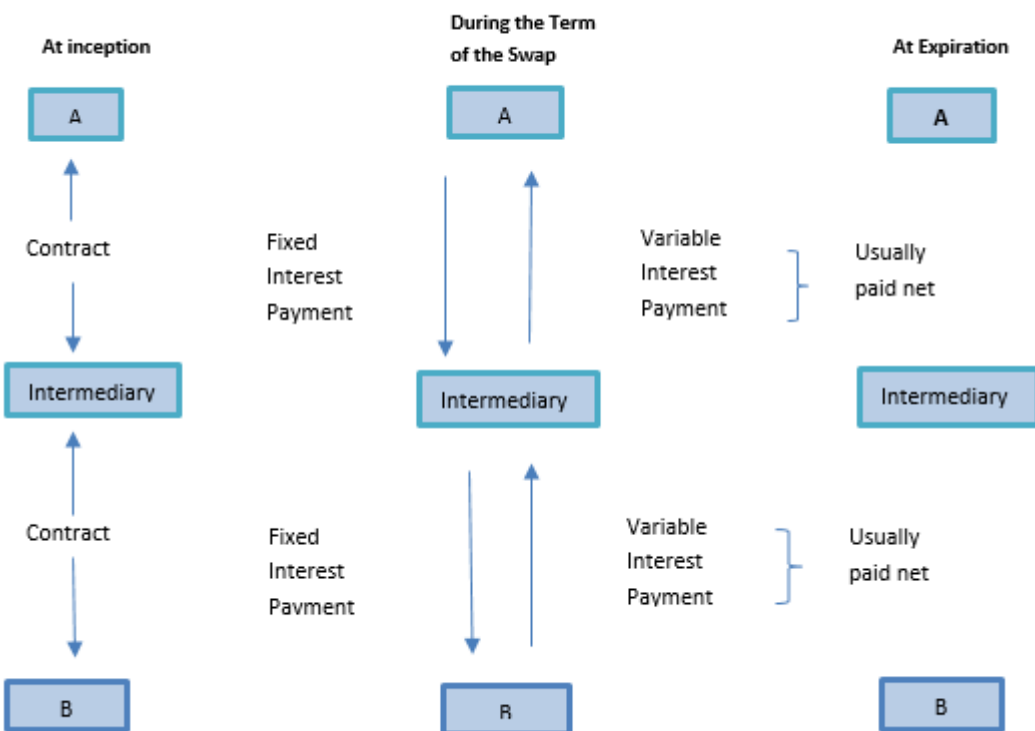 At inception
During the Term
of the Swap
At Expiration
A
A
A
Contract
Fixed
Interest
Payment
Variable
Interest
Payment
Usually
paid net
Intermediary
Intermediary
Intermediary
Contract
Fixed
Interest
Payment
Variable
Interest
Payment
Usually
paid net
B
B
B